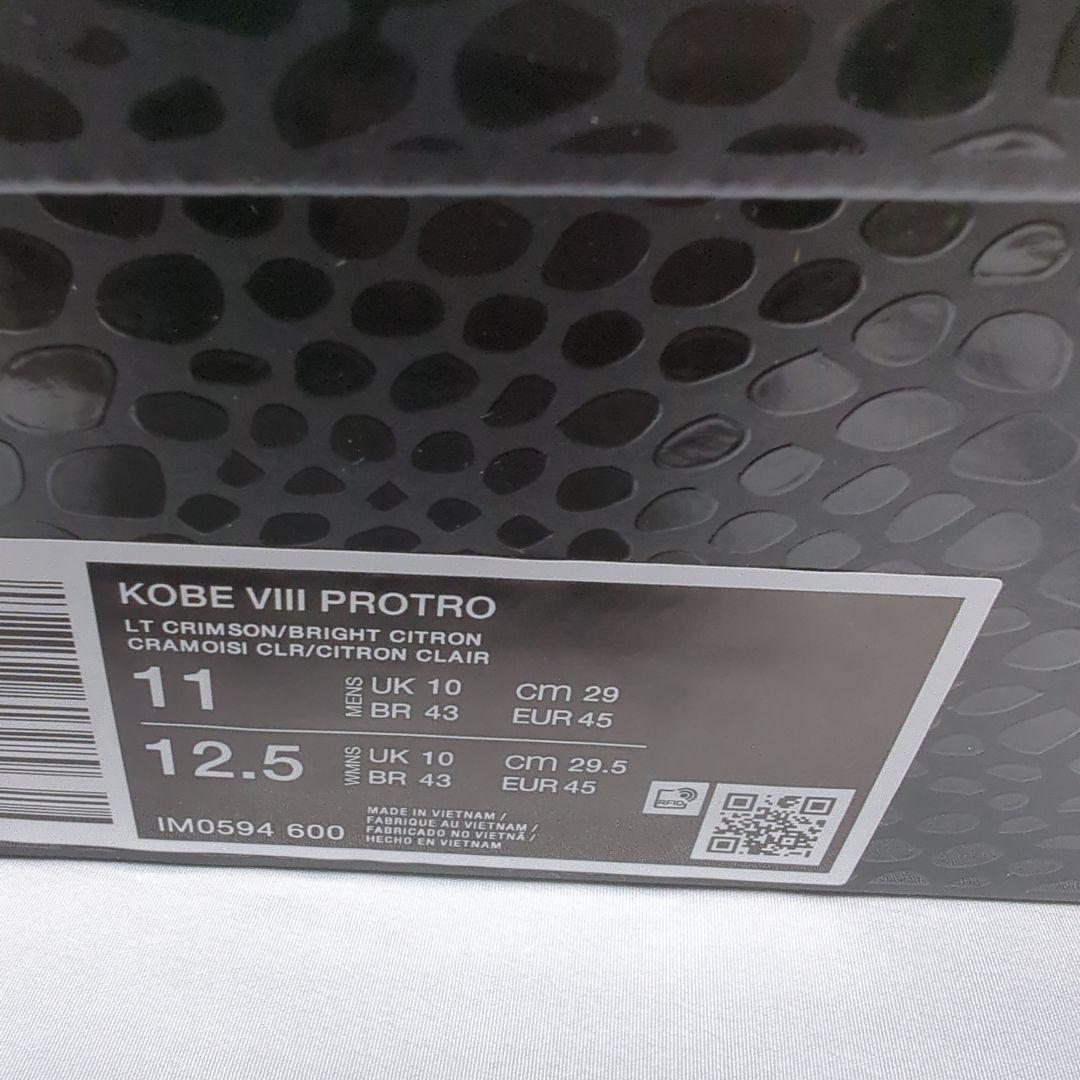 KOBE VIII PROTRO
LT CRIMSON/BRIGHT CITRON
CRAMOISI CLR/CITRON CLAIR
11 MENS UK 10 cm 29
BR 43 EUR 45
12.5 WMNS UK 10 cm 29.5
BR 43 EUR 45
IM0594 600
MADE IN VIETNAM /
FABRIQUE AU VIETNAM /
FABRICADO NO VIETNÃ /
HECHO EN VIETNAM
RFID